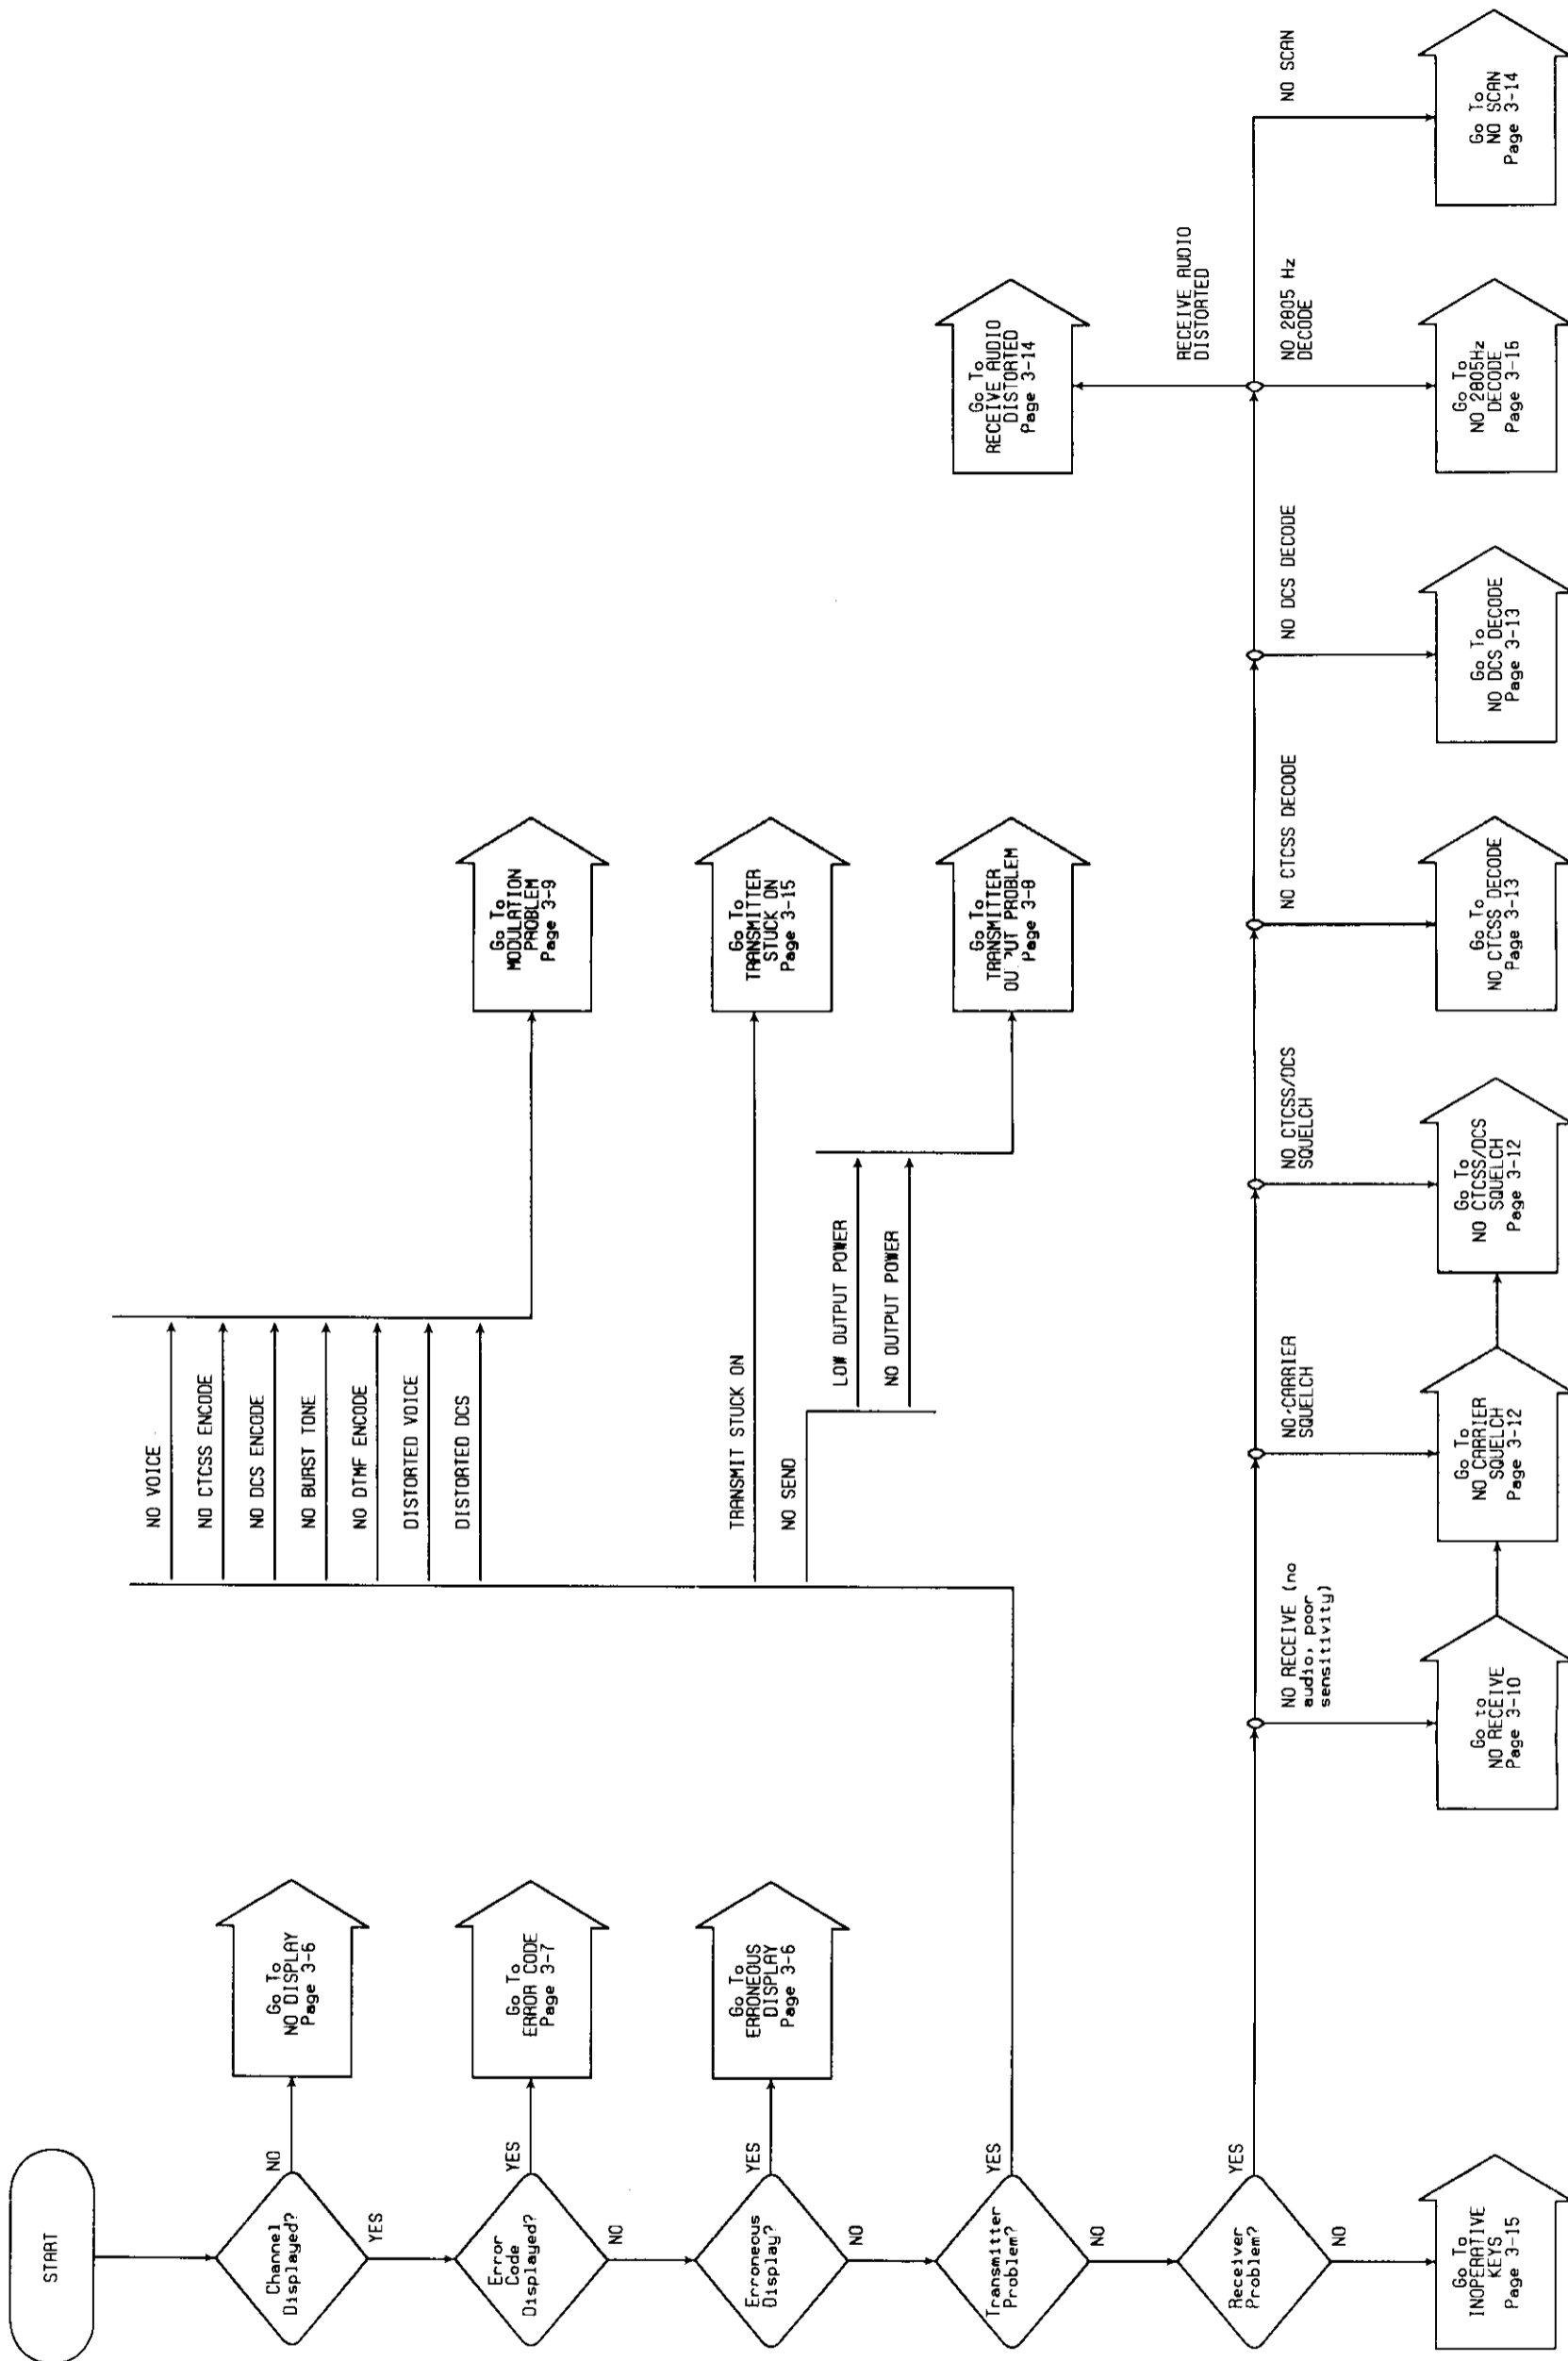 START
Channel
Displayed?
NO
YES
Go To
NO DISPLAY
Page 3-6
Error
Code
Displayed?
YES
NO
Go To
ERROR CODE
Page 3-7
Erroneous
Display?
YES
NO
Go To
ERRONEOUS
DISPLAY
Page 3-6
Transmitter
Problem?
YES
NO
NO VOICE
NO CTCSS ENCODE
NO DCS ENCODE
NO BURST TONE
NO DTMF ENCODE
DISTORTED VOICE
DISTORTED DCS
Go To
MODULATION
PROBLEM
Page 3-9
TRANSMIT STUCK ON
Go To
TRANSMITTER
STUCK ON
Page 3-15
NO SEND
LOW OUTPUT POWER
NO OUTPUT POWER
Go To
TRANSMITTER
PROBLEM
Page 3-8
Receiver
Problem?
YES
NO
Go To
INOPERATIVE
KEYS
Page 3-15
NO RECEIVE (no
audio, poor
sensitivity)
Go to
NO RECEIVE
Page 3-10
NO CARRIER
SQUELCH
Go To
NO CARRIER
SQUELCH
Page 3-12
NO CTCSS/DCS
SQUELCH
Go To
NO CTCSS/DCS
SQUELCH
Page 3-12
NO CTCSS DECODE
Go To
NO CTCSS DECODE
Page 3-13
NO DCS DECODE
Go To
NO DCS DECODE
Page 3-13
RECEIVE AUDIO
DISTORTED
Go To
RECEIVE AUDIO
DISTORTED
Page 3-14
NO 2805 Hz
DECODE
Go To
NO 2805Hz
DECODE
Page 3-16
NO SCAN
Go To
NO SCAN
Page 3-14